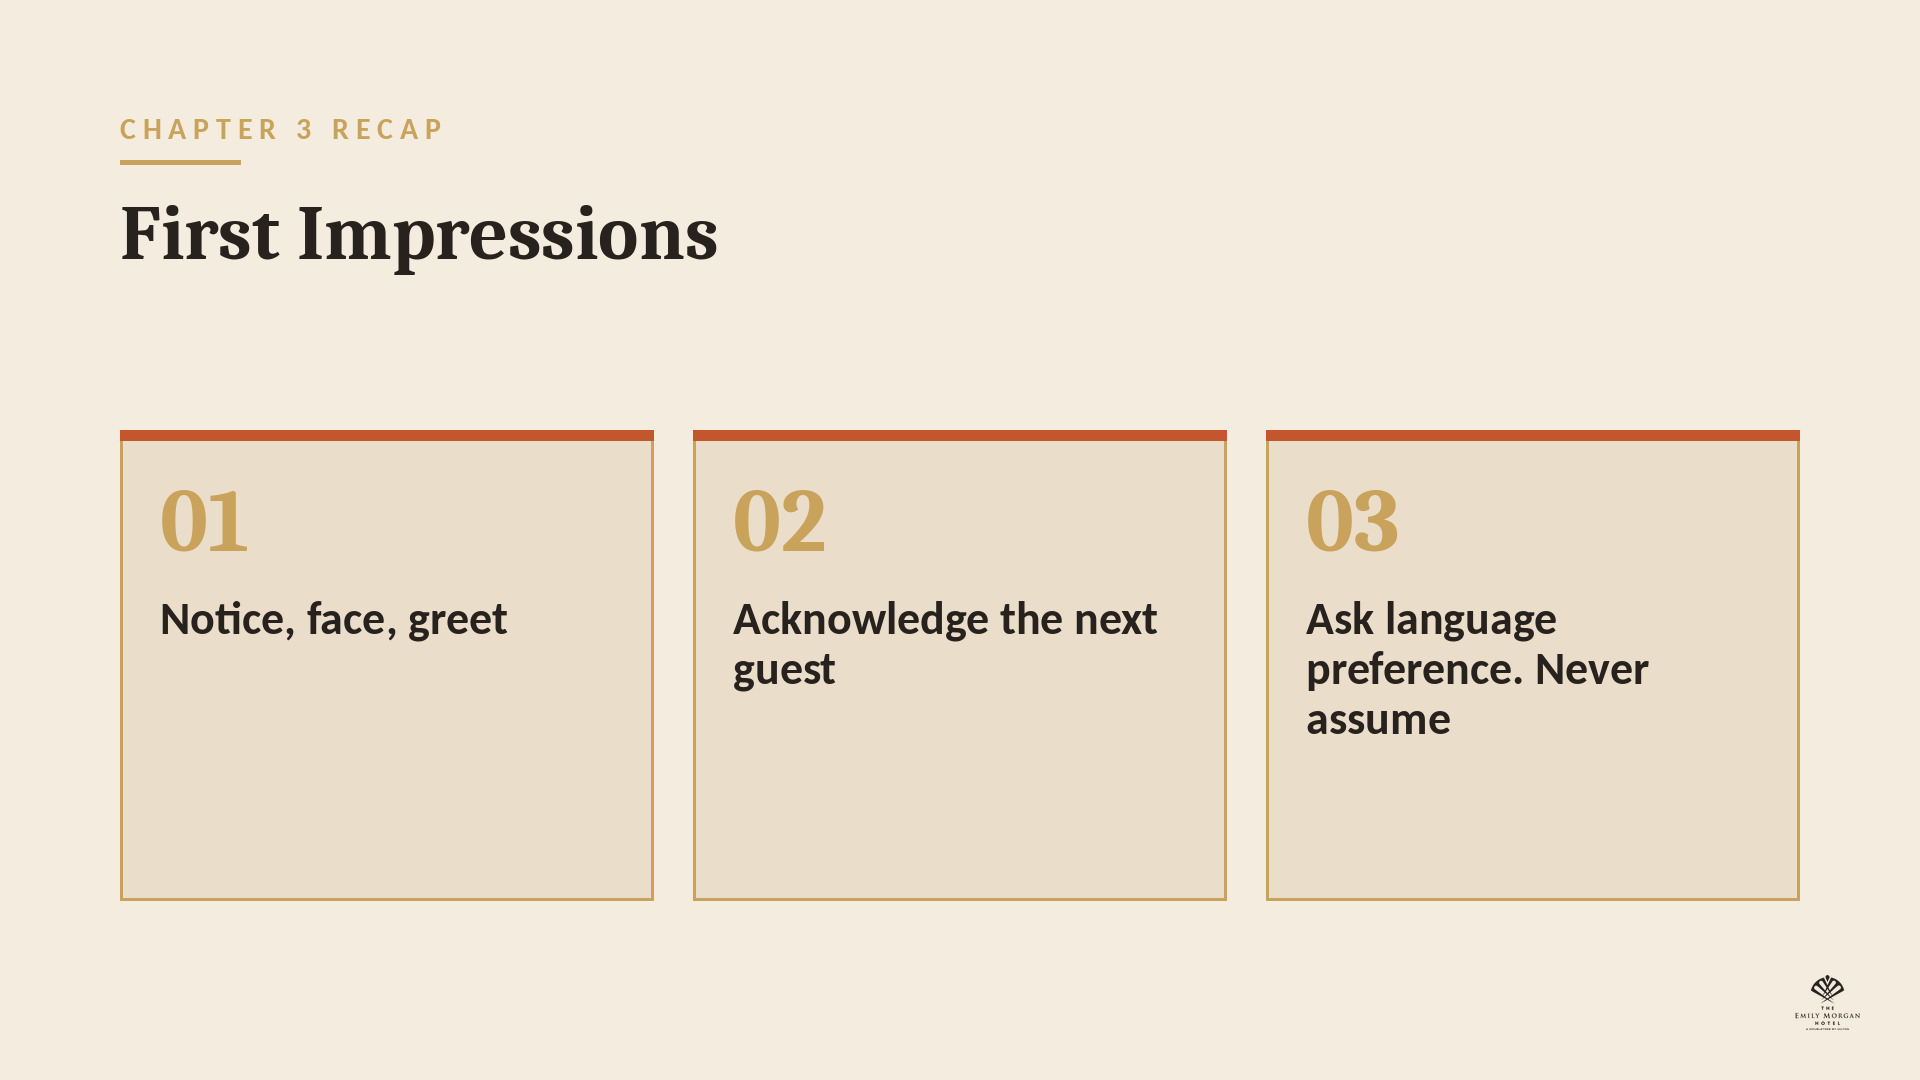 CHAPTER 3 RECAP
First Impressions
01
Notice, face, greet
02
Acknowledge the next
guest
03
Ask language
preference. Never
assume
THE
EMILY MORGAN
HOTEL